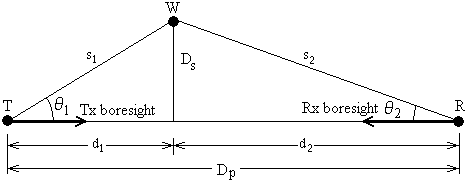 W
s₁
s₂
Dₛ
T
θ₁
Tx boresight
Rx boresight
θ₂
R
d₁
d₂
Dₚ